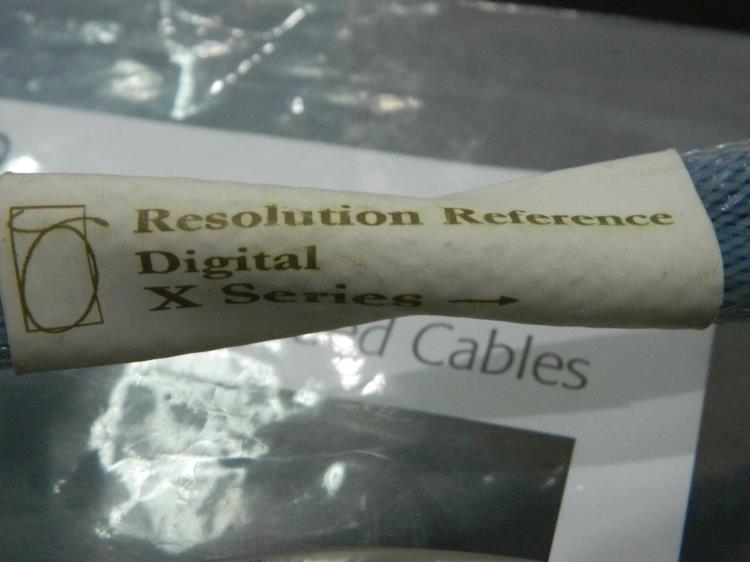 Resolution Reference
Digital
X Series →
Cables